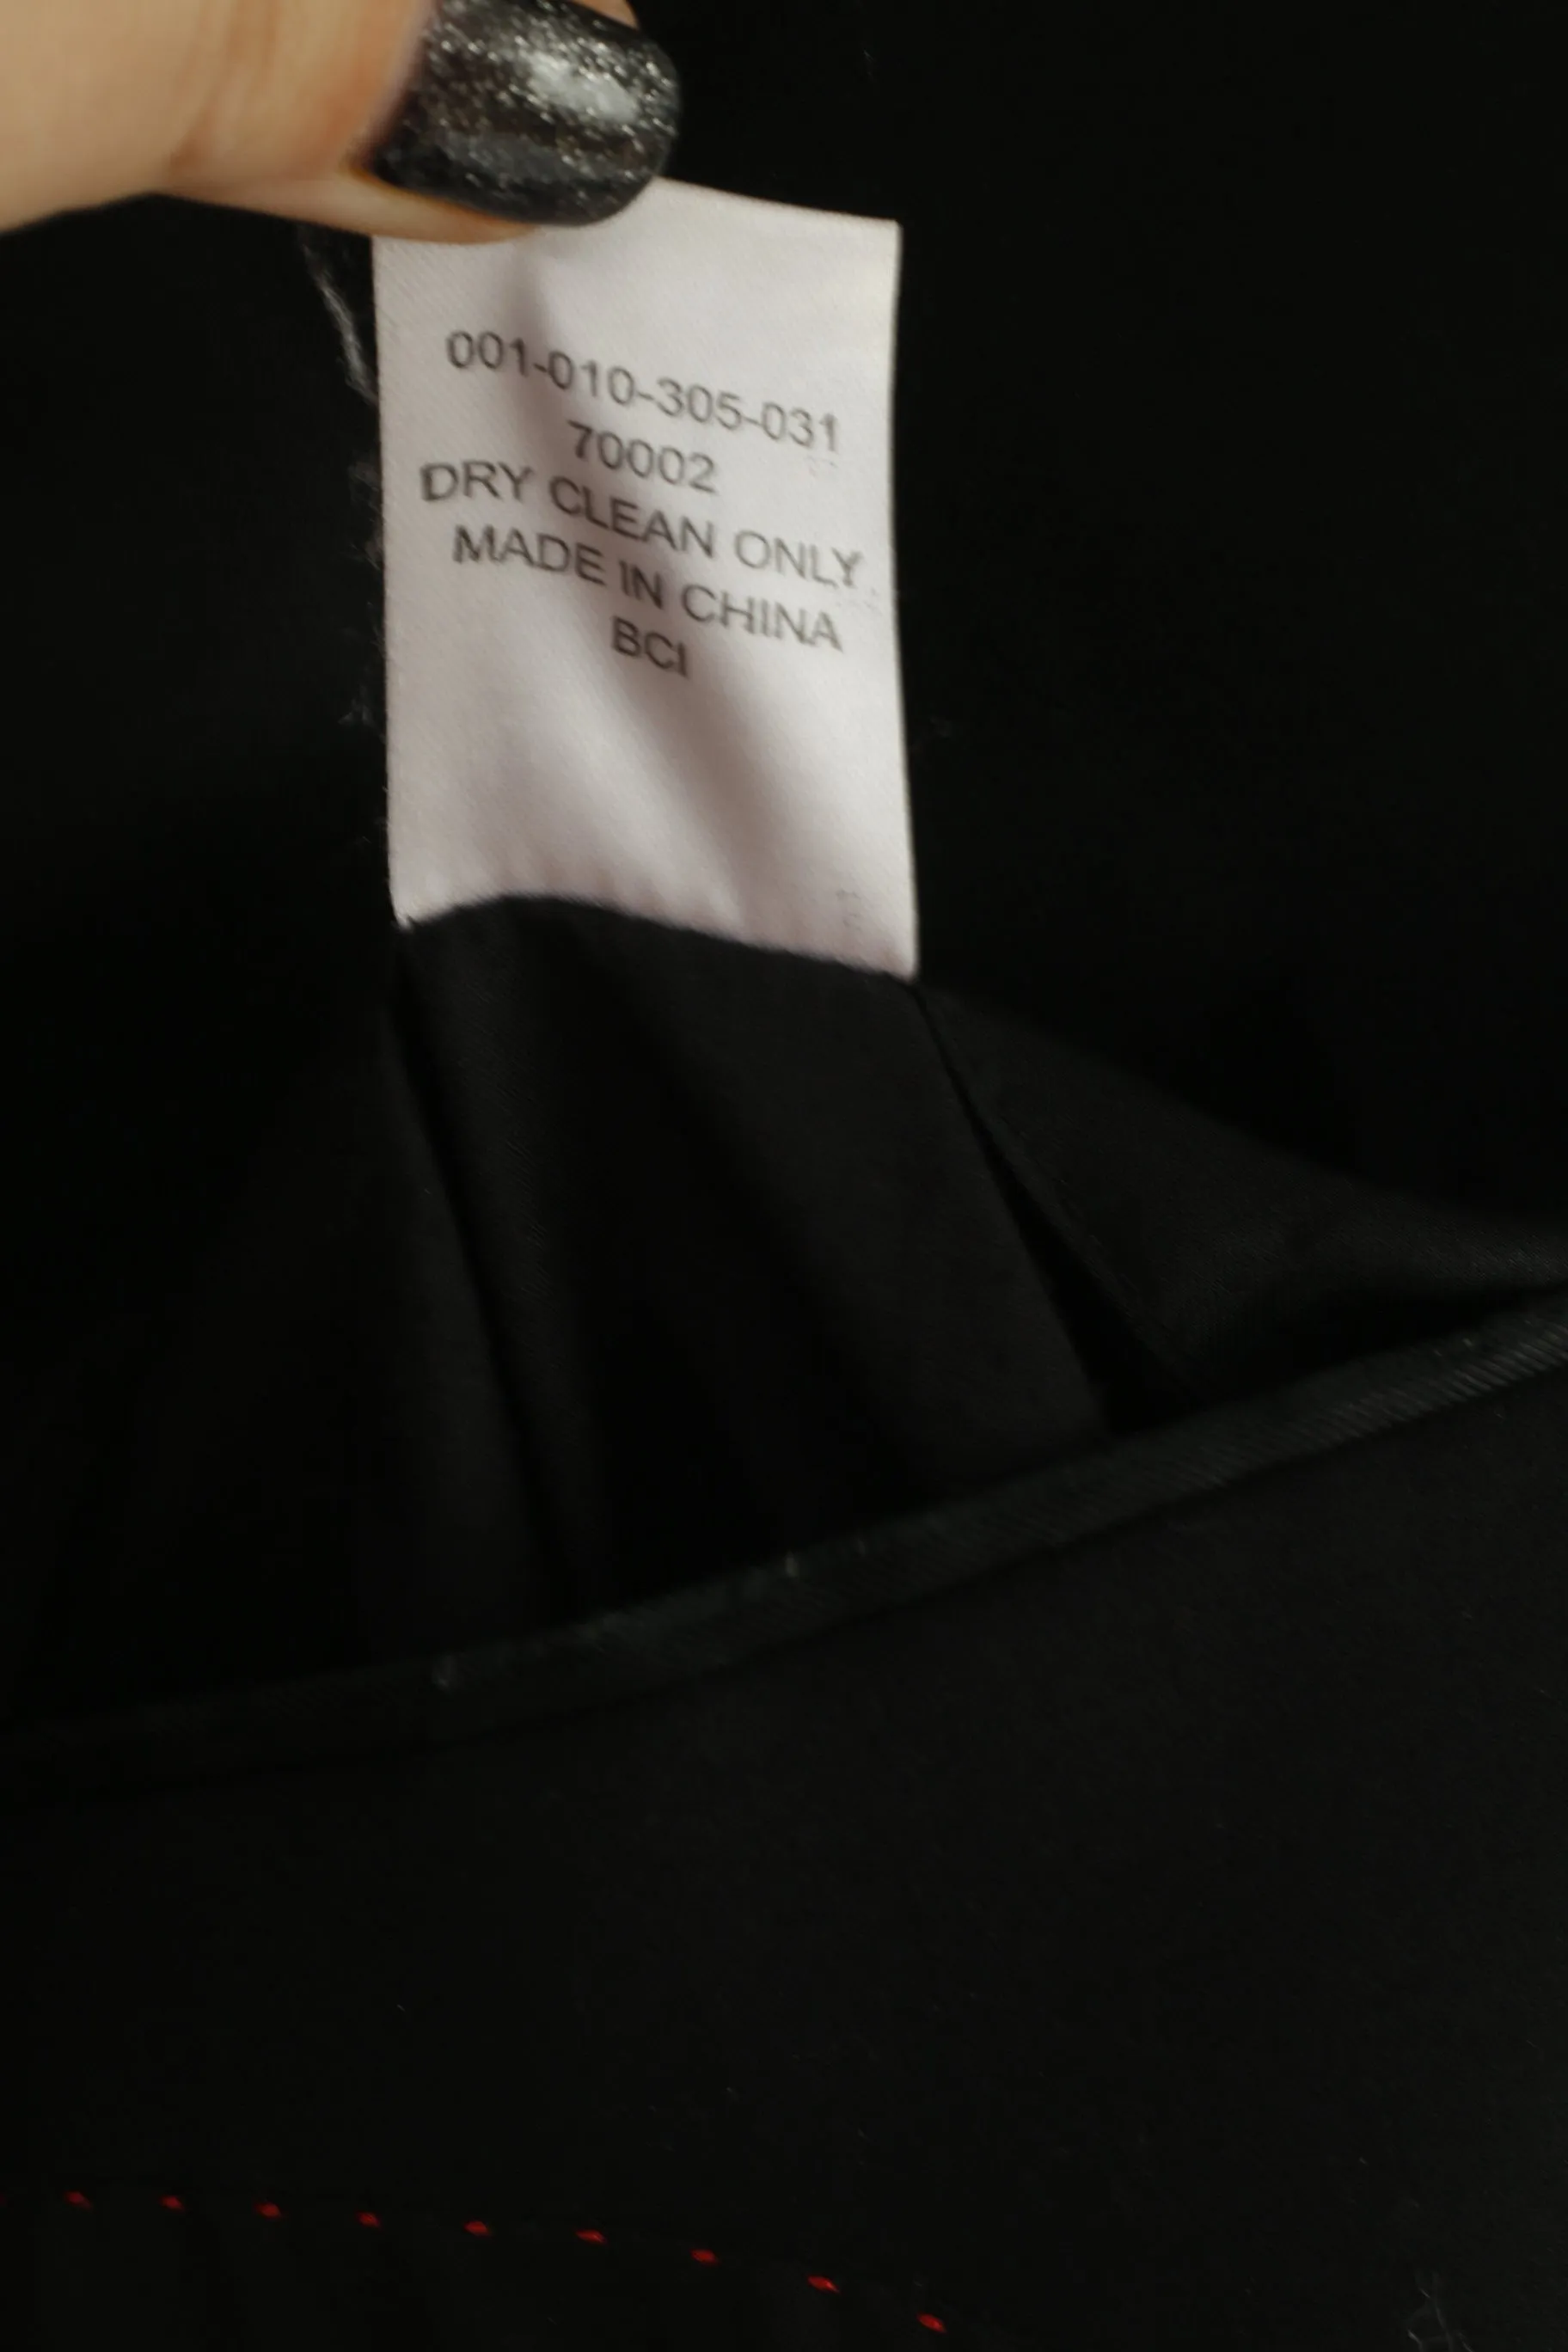 001-010-305-031
70002
DRY CLEAN ONLY
MADE IN CHINA
BCI